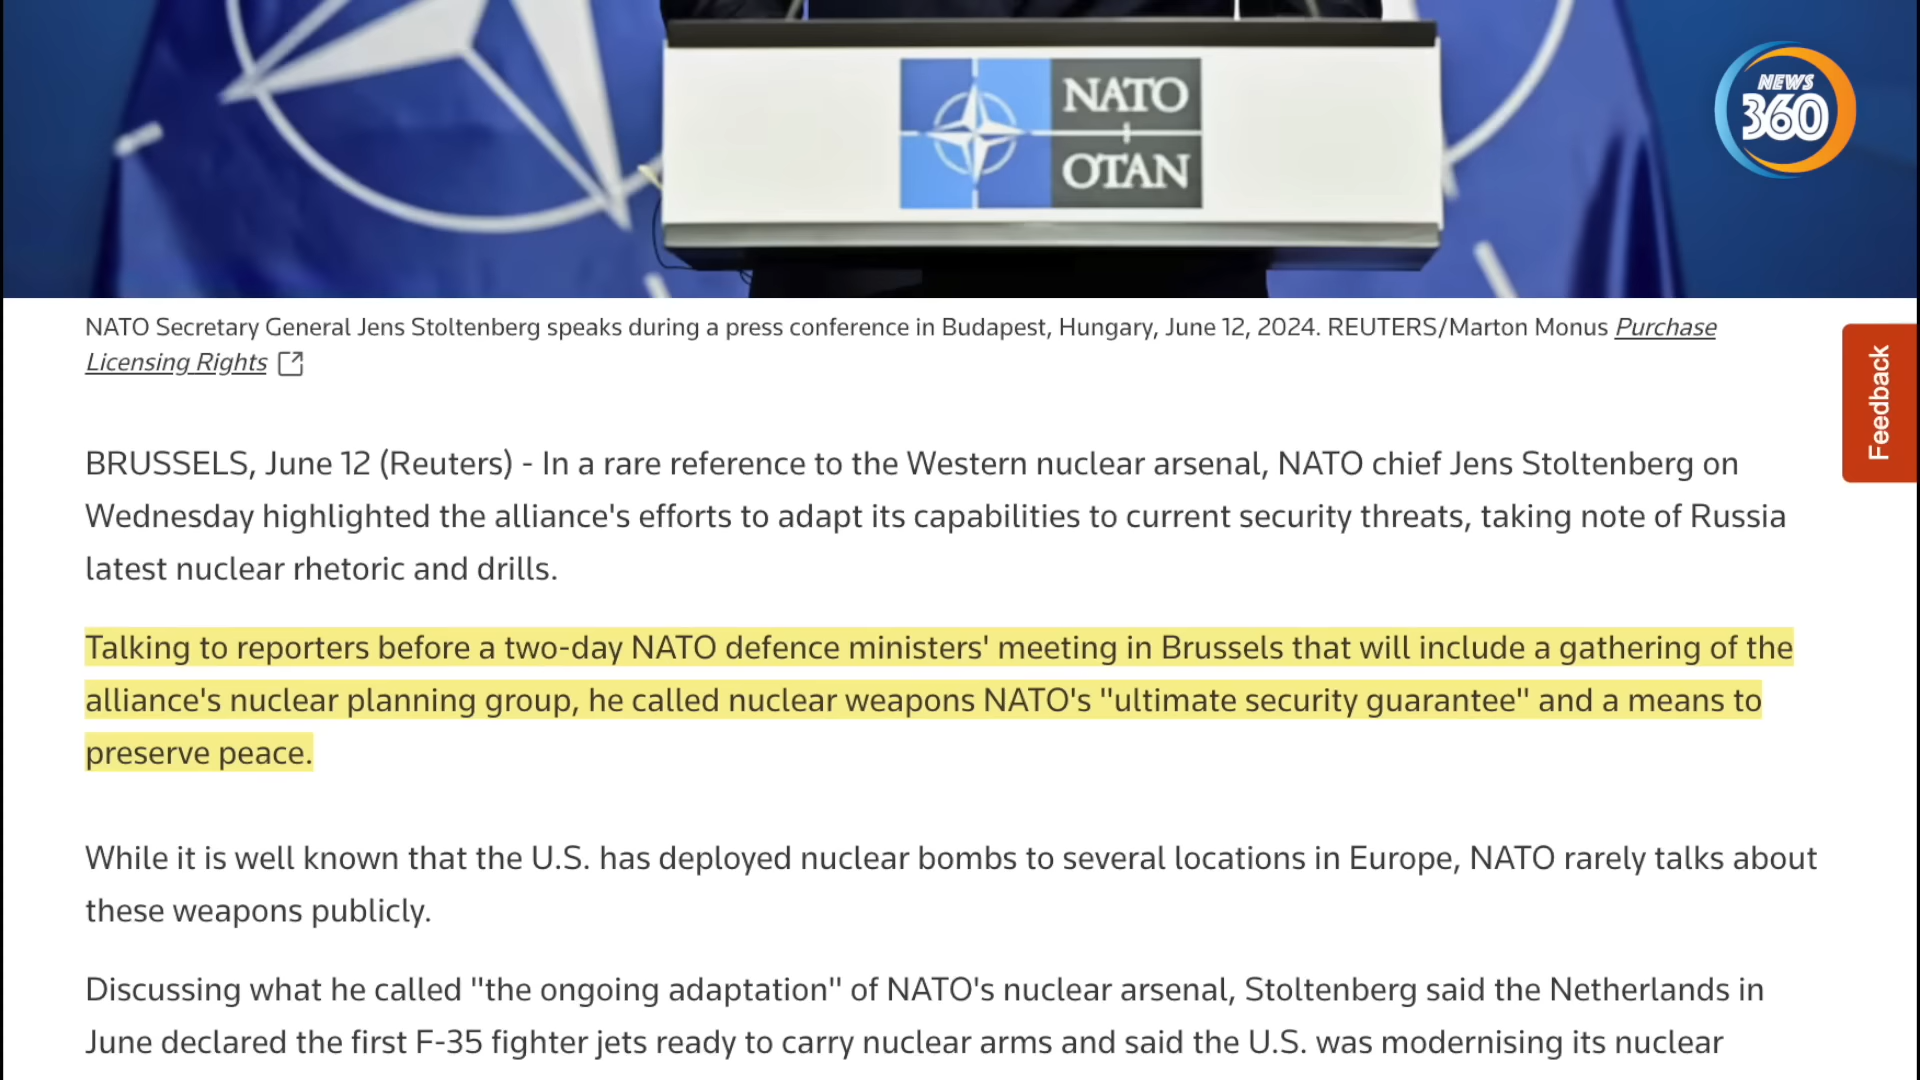 NATO
OTAN
NEWS
360
NATO Secretary General Jens Stoltenberg speaks during a press conference in Budapest, Hungary, June 12, 2024. REUTERS/Marton Monus Purchase
Licensing Rights
Feedback
BRUSSELS, June 12 (Reuters) - In a rare reference to the Western nuclear arsenal, NATO chief Jens Stoltenberg on
Wednesday highlighted the alliance's efforts to adapt its capabilities to current security threats, taking note of Russia
latest nuclear rhetoric and drills.
Talking to reporters before a two-day NATO defence ministers' meeting in Brussels that will include a gathering of the
alliance's nuclear planning group, he called nuclear weapons NATO's "ultimate security guarantee" and a means to
preserve peace.
While it is well known that the U.S. has deployed nuclear bombs to several locations in Europe, NATO rarely talks about
these weapons publicly.
Discussing what he called "the ongoing adaptation" of NATO's nuclear arsenal, Stoltenberg said the Netherlands in
June declared the first F-35 fighter jets ready to carry nuclear arms and said the U.S. was modernising its nuclear